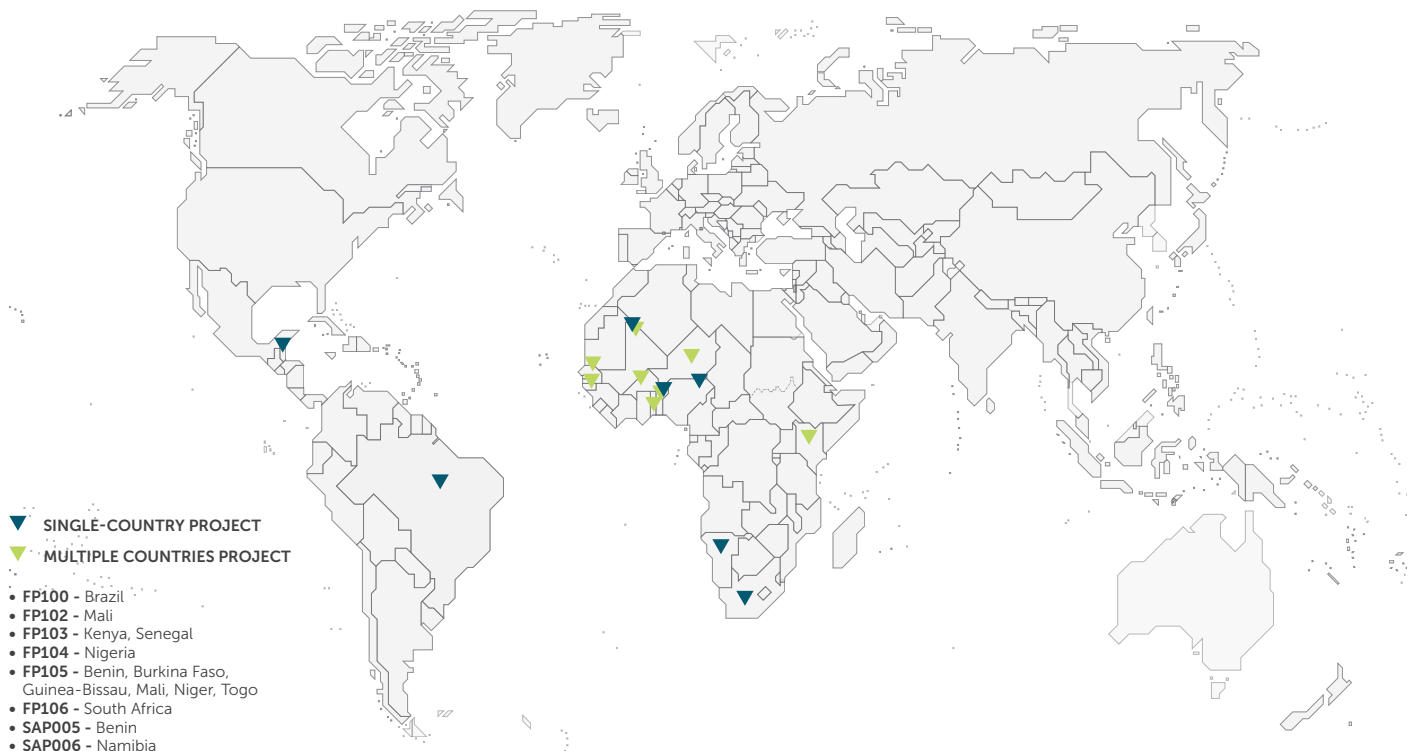 SINGLE-COUNTRY PROJECT
MULTIPLE COUNTRIES PROJECT
• FP100 - Brazil
• FP102 - Mali
• FP103 - Kenya, Senegal
• FP104 - Nigeria
• FP105 - Benin, Burkina Faso,
Guinea-Bissau, Mali, Niger, Togo
• FP106 - South Africa
• SAP005 - Benin
• SAP006 - Namibia